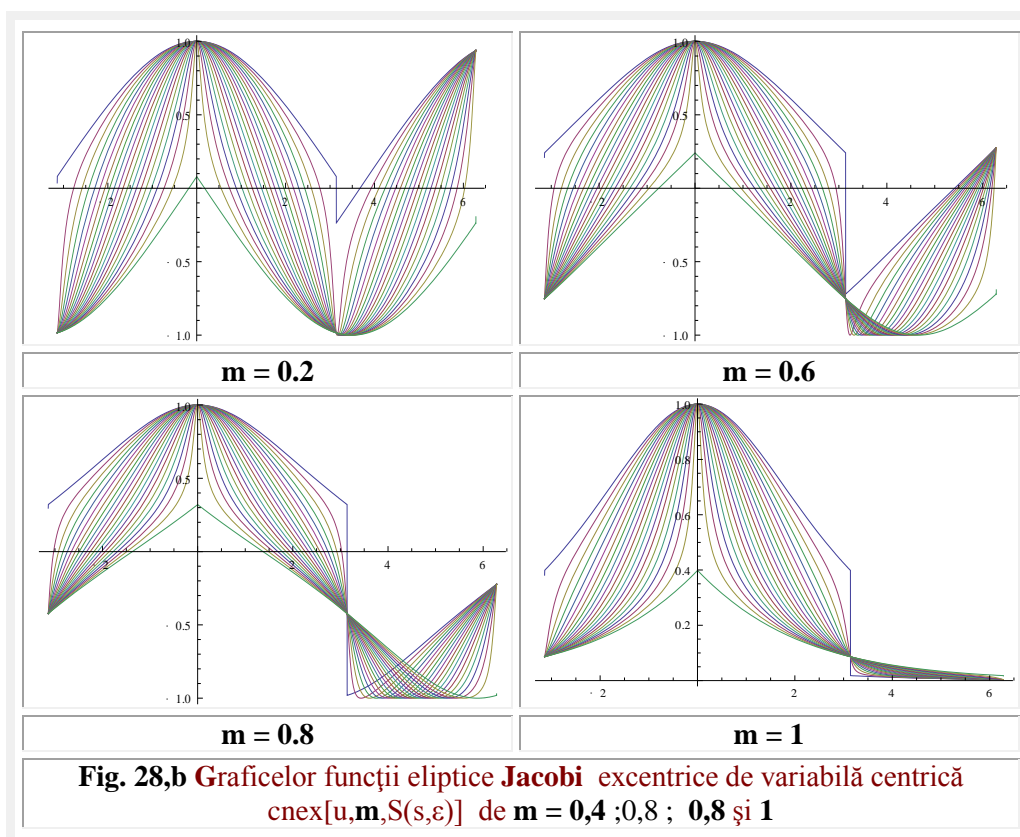 1.0
0.5
2 2 4 6
0.5
1.0
1.0
0.5
2 2 4 6
0.5
1.0
m = 0.2
m = 0.6
1.0
0.5
2 2 4 6
0.5
1.0
1.0
0.8
0.6
0.4
0.2
2 2 4 6
m = 0.8
m = 1
Fig. 28,b Graficelor funcţii eliptice Jacobi excentrice de variabilă centrică
cnex[u,m,S(s,ε)] de m = 0,4 ;0,8 ; 0,8 şi 1